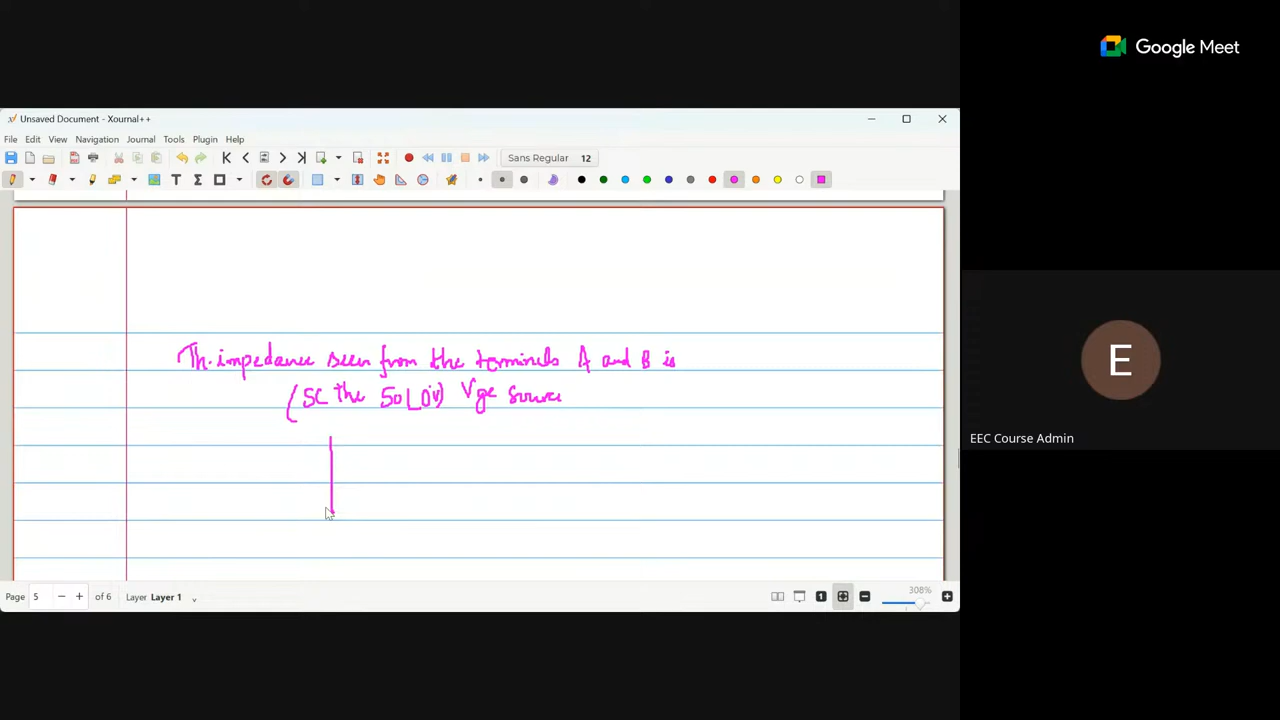 Google Meet
Unsaved Document - Xournal++
File Edit View Navigation Journal Tools Plugin Help
Sans Regular 12
Th. impedance seen from the terminals A and B is
(SC the 50∠0°V) Vge source
E
EEC Course Admin
Page 5 of 6 Layer Layer 1
308%